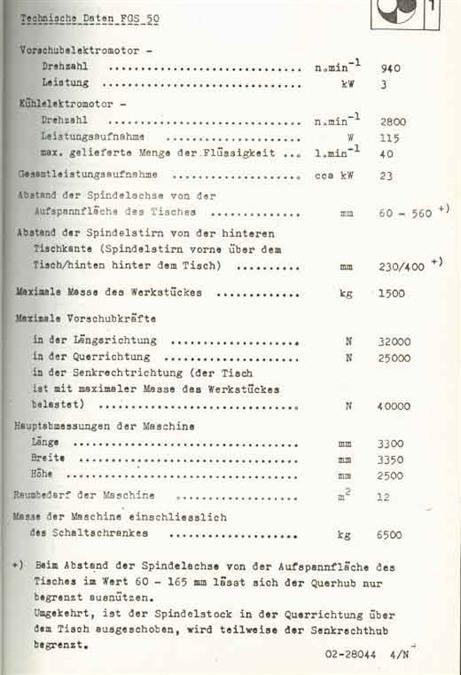 Technische Daten FGS 50
1
Vorschubelektromotor –
Drehzahl .............................. n.min-1 940
Leistung .............................. kW 3
Kühlelektromotor –
Drehzahl .............................. n.min-1 2800
Leistungsaufnahme ..................... W 115
max. gelieferte Menge der Flüssigkeit ... l.min-1 40
Gesamtleistungsaufnahme .................... cca kW 23
Abstand der Spindelachse von der
Aufspannfläche des Tisches .............. mm 60 – 560 +)
Abstand der Spindelstirn von der hinteren
Tischkante (Spindelstirn vorne über dem
Tisch/hinten hinter dem Tisch) .......... mm 230/400 +)
Maximale Masse des Werkstückes ............. kg 1500
Maximale Vorschubkräfte
in der Längsrichtung .................... N 32000
in der Querrichtung ..................... N 25000
in der Senkrechtrichtung (der Tisch
ist mit maximaler Masse des Werkstückes
belastet) ............................... N 40000
Hauptabmessungen der Maschine
Länge ................................... mm 3300
Breite .................................. mm 3350
Höhe .................................... mm 2500
Raumbedarf der Maschine .................. m2 12
Masse der Maschine einschliesslich
des Schaltschrankes .................... kg 6500
+) Beim Abstand der Spindelachse von der Aufspannfläche des
Tisches im Wert 60 – 165 mm lässt sich der Querhub nur
begrenzt ausnützen.
Umgekehrt, ist der Spindelstock in der Querrichtung über
dem Tisch ausgeschoben, wird teilweise der Senkrechthub
begrenzt.
02-28044 4/N